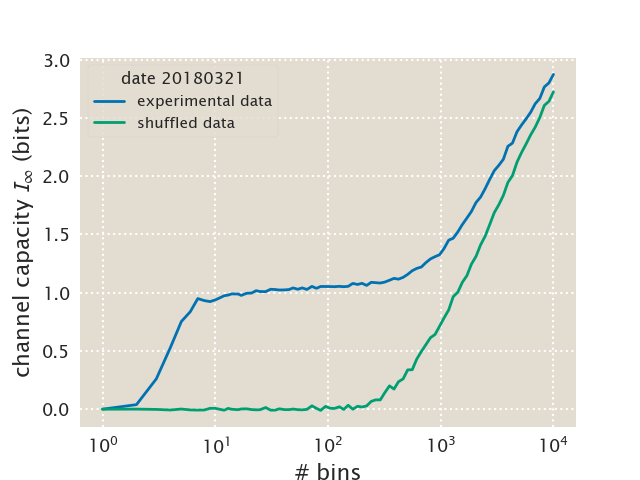 3.0
2.5
2.0
1.5
1.0
0.5
0.0
channel capacity I∞ (bits)
date 20180321
experimental data
shuffled data
10⁰ 10¹ 10² 10³ 10⁴
# bins